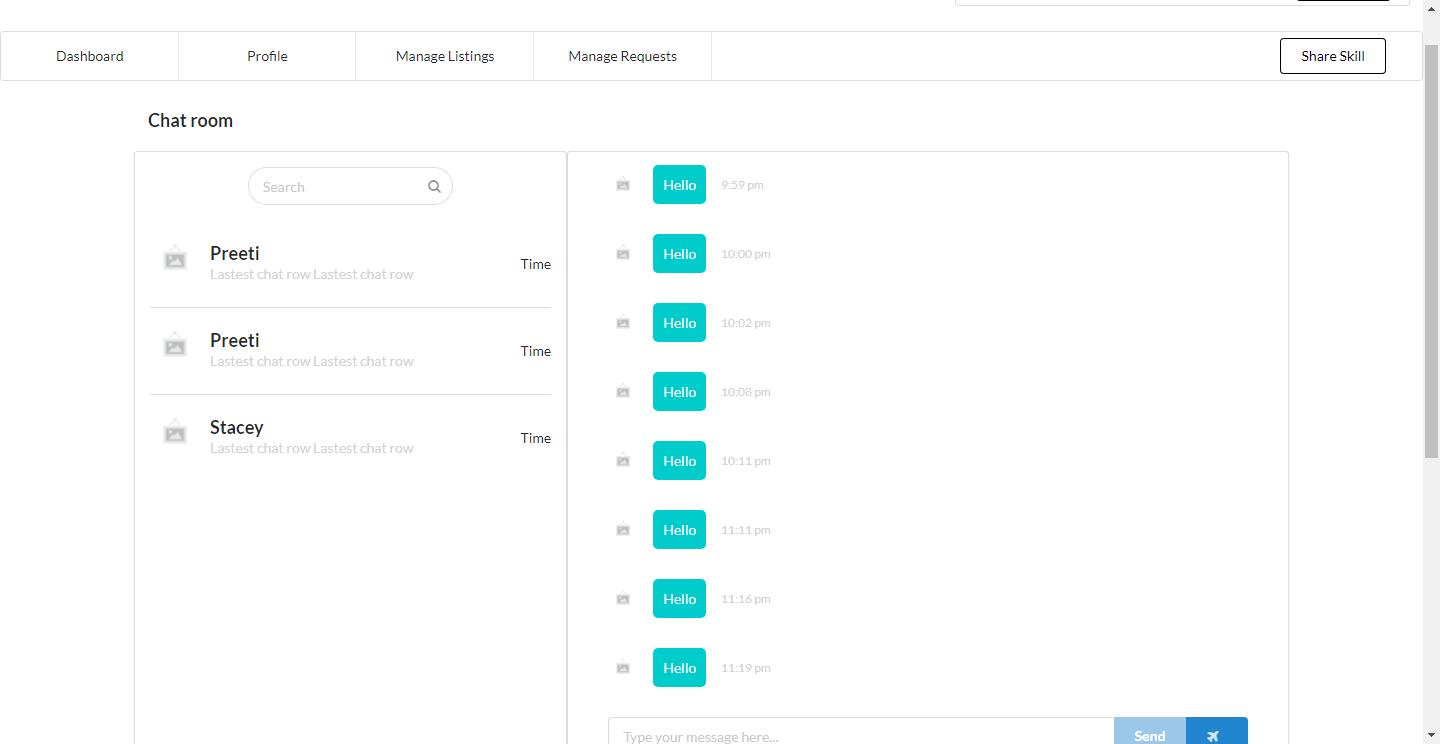 Dashboard Profile Manage Listings Manage Requests Share Skill
Chat room
Search
Preeti
Lastest chat row Lastest chat row
Time
Preeti
Lastest chat row Lastest chat row
Time
Stacey
Lastest chat row Lastest chat row
Time
Hello 9:59 pm
Hello 10:00 pm
Hello 10:02 pm
Hello 10:08 pm
Hello 10:11 pm
Hello 11:11 pm
Hello 11:16 pm
Hello 11:19 pm
Type your message here... Send